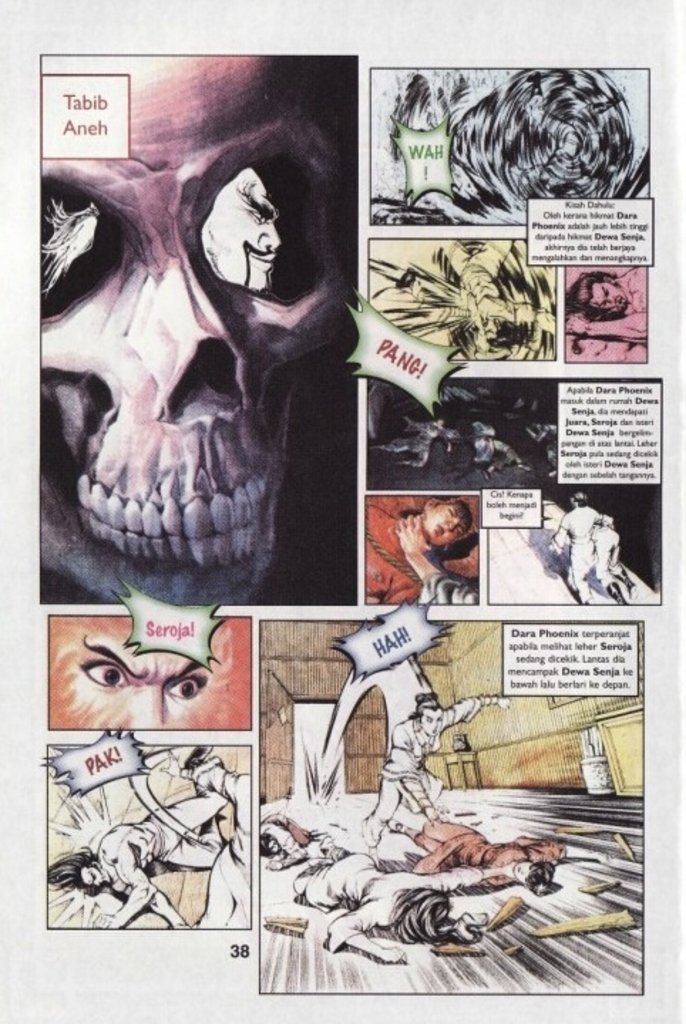 Tabib
Aneh
WAH
!
Kisah Dahulu:
Oleh kerana hikmat Dara
Phoenix adalah jauh lebih tinggi
daripada hikmat Dewa Senja,
akhirnya dia telah berjaya
mengalahkan dan menangkapnya.
PANG!
Apabila Dara Phoenix
masuk dalam rumah Dewa
Senja, dia mendapati
Juara, Seroja dan isteri
Dewa Senja bergelim-
pangan di atas lantai. Leher
Seroja pula sedang dicekik
oleh isteri Dewa Senja
dengan sebelah tangannya.
Cis! Kenapa
boleh menjadi
begini?
Seroja!
HAH!
Dara Phoenix terperanjat
apabila melihat leher Seroja
sedang dicekik. Lantas dia
mencampak Dewa Senja ke
bawah lalu berlari ke depan.
PAK!
38